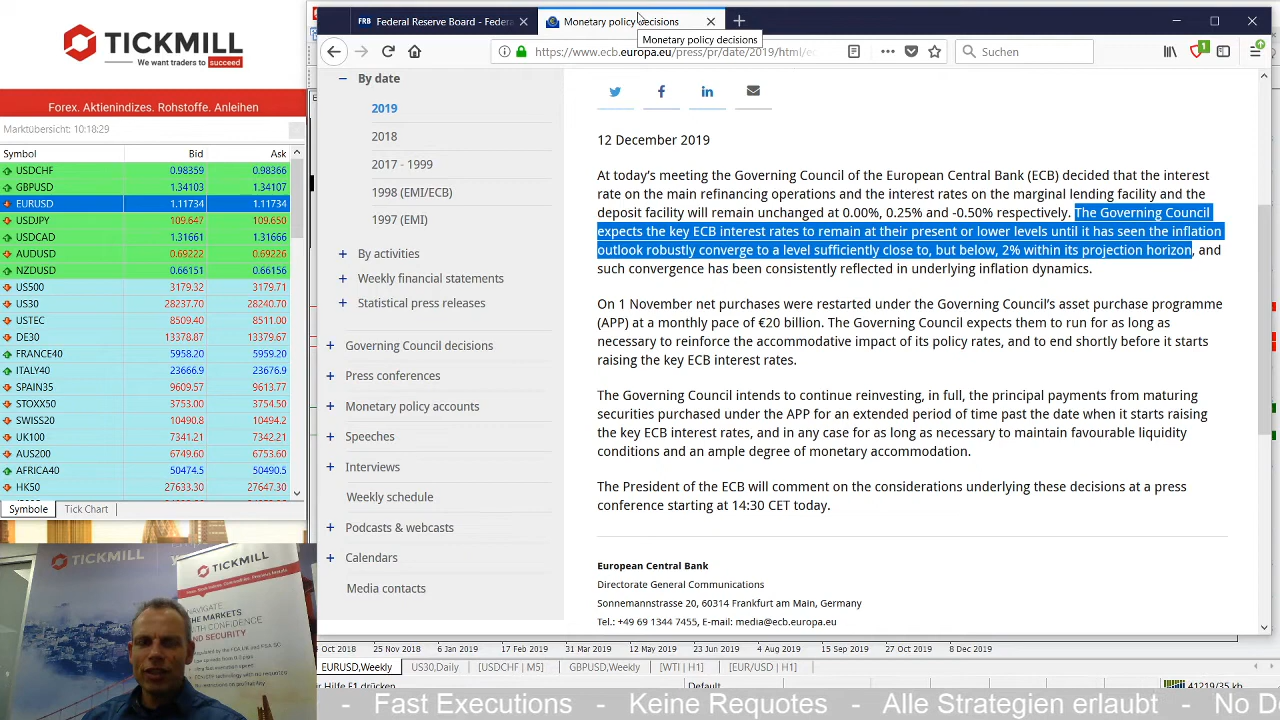 TICKMILL
We want traders to succeed
Forex. Aktienindizes. Rohstoffe. Anleihen
Marktübersicht: 10:18:29
Symbol Bid Ask
USDCHF 0.98359 0.98366
GBPUSD 1.34103 1.34107
EURUSD 1.11734 1.11734
USDJPY 109.647 109.650
USDCAD 1.31664 1.31669
AUDUSD 0.69222 0.69226
NZDUSD 0.66151 0.66156
US500 3179.32 3179.71
US30 28237.70 28240.70
USTEC 8509.40 8511.00
DE30 13378.87 13379.67
FRANCE40 5958.20 5959.20
ITALY40 23666.9 23676.9
SPAIN35 9609.57 9613.77
STOXX50 3753.00 3754.50
SWISS20 10490.8 10494.2
UK100 7341.21 7342.21
AUS200 6749.60 6753.60
AFRICA40 50474.5 50490.5
HK50 27633.30 27647.30
Symbole Tick Chart
FRB Federal Reserve Board - Federa
Monetary policy decisions
Monetary policy decisions
https://www.ecb.europa.eu/press/pr/date/2019/html/ec
Suchen
1
By date
2019
2018
2017 - 1999
1998 (EMI/ECB)
1997 (EMI)
By activities
Weekly financial statements
Statistical press releases
Governing Council decisions
Press conferences
Monetary policy accounts
Speeches
Interviews
Weekly schedule
Podcasts & webcasts
Calendars
Media contacts
12 December 2019
At today's meeting the Governing Council of the European Central Bank (ECB) decided that the interest
rate on the main refinancing operations and the interest rates on the marginal lending facility and the
deposit facility will remain unchanged at 0.00%, 0.25% and -0.50% respectively. The Governing Council
expects the key ECB interest rates to remain at their present or lower levels until it has seen the inflation
outlook robustly converge to a level sufficiently close to, but below, 2% within its projection horizon, and
such convergence has been consistently reflected in underlying inflation dynamics.
On 1 November net purchases were restarted under the Governing Council's asset purchase programme
(APP) at a monthly pace of €20 billion. The Governing Council expects them to run for as long as
necessary to reinforce the accommodative impact of its policy rates, and to end shortly before it starts
raising the key ECB interest rates.
The Governing Council intends to continue reinvesting, in full, the principal payments from maturing
securities purchased under the APP for an extended period of time past the date when it starts raising
the key ECB interest rates, and in any case for as long as necessary to maintain favourable liquidity
conditions and an ample degree of monetary accommodation.
The President of the ECB will comment on the considerations underlying these decisions at a press
conference starting at 14:30 CET today.
European Central Bank
Directorate General Communications
Sonnemannstrasse 20, 60314 Frankfurt am Main, Germany
Tel.: +49 69 1344 7455, E-mail: media@ecb.europa.eu
Oct 2018 25 Nov 2018 6 Jan 2019 17 Feb 2019 31 Mar 2019 12 May 2019 23 Jun 2019 4 Aug 2019 15 Sep 2019 27 Oct 2019 8 Dec 2019
EURUSD,Weekly US30,Daily [USDCHF | M5] GBPUSD,Weekly [WTI | H1] [EUR/USD | H1]
Hilfe F1 drücken Default 41219/35 kb
TICKMILL
TICKMILL
NAVIGATE
THE MARKETS
WITH CONFIDENCE
AND SECURITY
- Fast Executions - Keine Requotes - Alle Strategien erlaubt - No D